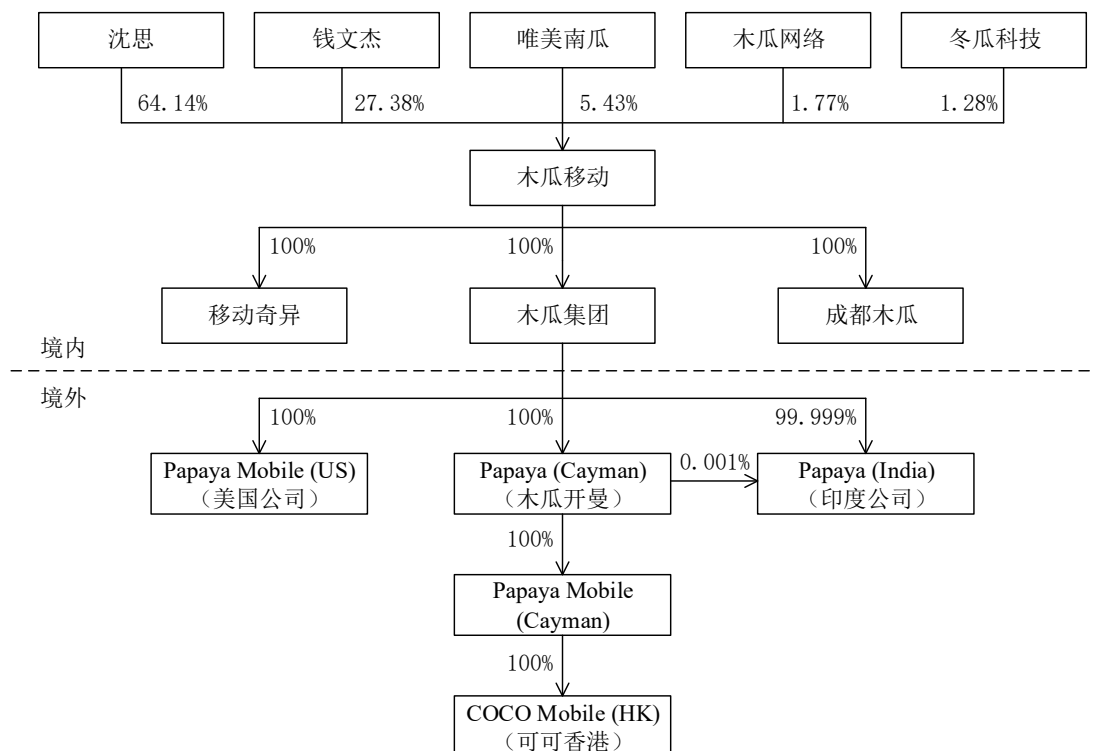 沈思
钱文杰
唯美南瓜
木瓜网络
冬瓜科技
64.14%
27.38%
5.43%
1.77%
1.28%
木瓜移动
100%
100%
100%
移动奇异
木瓜集团
成都木瓜
境内
境外
100%
100%
99.999%
Papaya Mobile (US)
（美国公司）
Papaya (Cayman)
（木瓜开曼）
0.001%
Papaya (India)
（印度公司）
100%
Papaya Mobile
(Cayman)
100%
COCO Mobile (HK)
（可可香港）